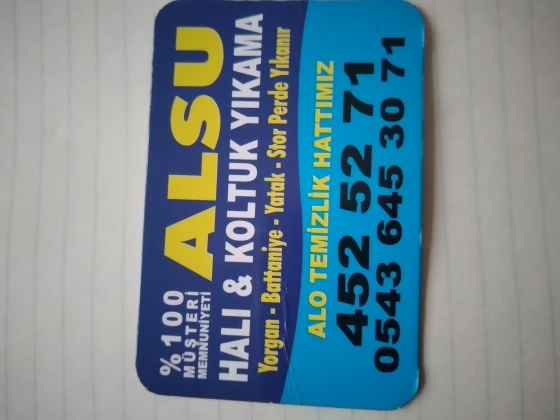 %100
MÜŞTERİ
MEMNUNİYETİ
ALSU
HALI & KOLTUK YIKAMA
Yorgan - Battaniye - Yatak - Stor Perde Yıkanır
ALO TEMİZLİK HATTIMIZ
452 52 71
0543 645 30 71